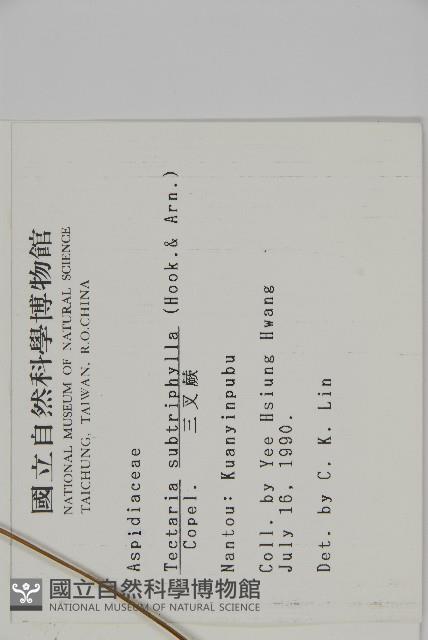 國立自然科學博物館
NATIONAL MUSEUM OF NATURAL SCIENCE
TAICHUNG, TAIWAN, R.O.CHINA
Aspidiaceae
Tectaria subtriphylla (Hook.& Arn.)
Copel. 三叉蕨
Nantou: Kuanyinpubu
Coll. by Yee Hsiung Hwang
July 16, 1990.
Det. by C. K. Lin
國立自然科學博物館
NATIONAL MUSEUM OF NATURAL SCIENCE